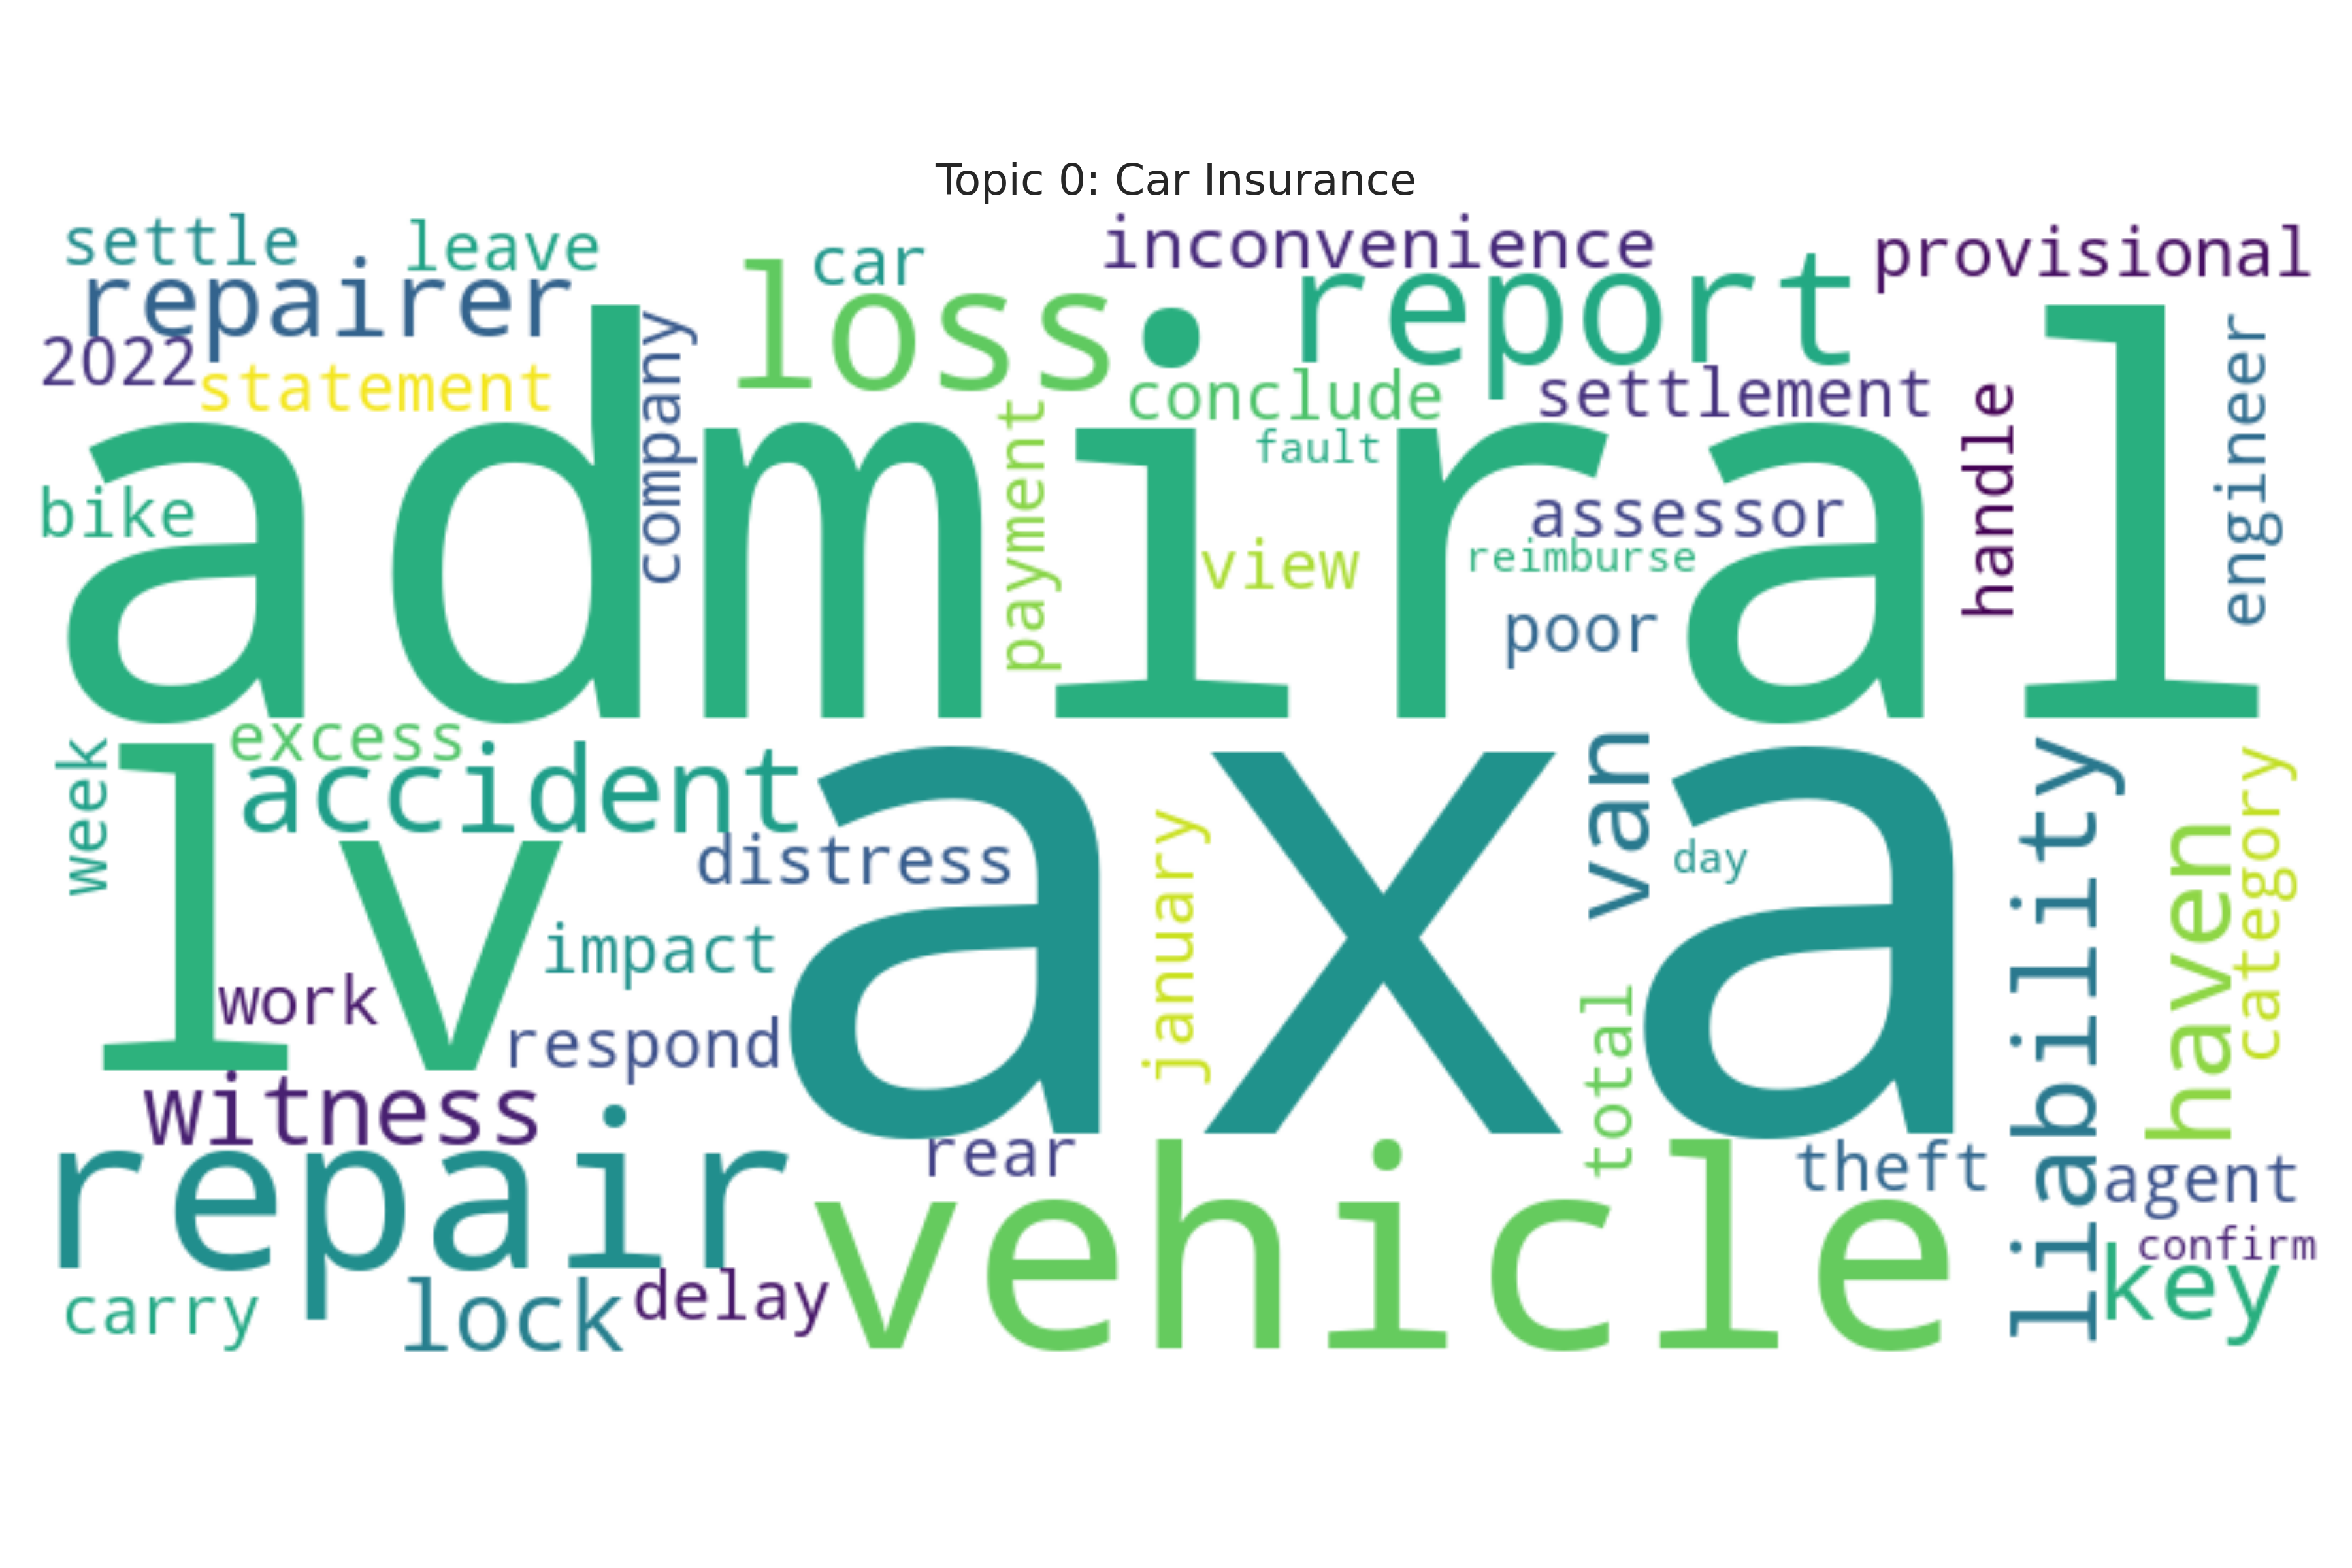 Topic 0: Car Insurance
settle
leave
car
inconvenience
provisional
repairer
loss
report
2022
statement
company
conclude
settlement
handle
engineer
admiral
payment
fault
bike
assessor
view
reimburse
poor
week
excess
accident
lv
axa
van
liability
category
distress
january
day
haven
impact
work
respond
total
witness
rear
theft
agent
repair
vehicle
confirm
key
carry
lock
delay